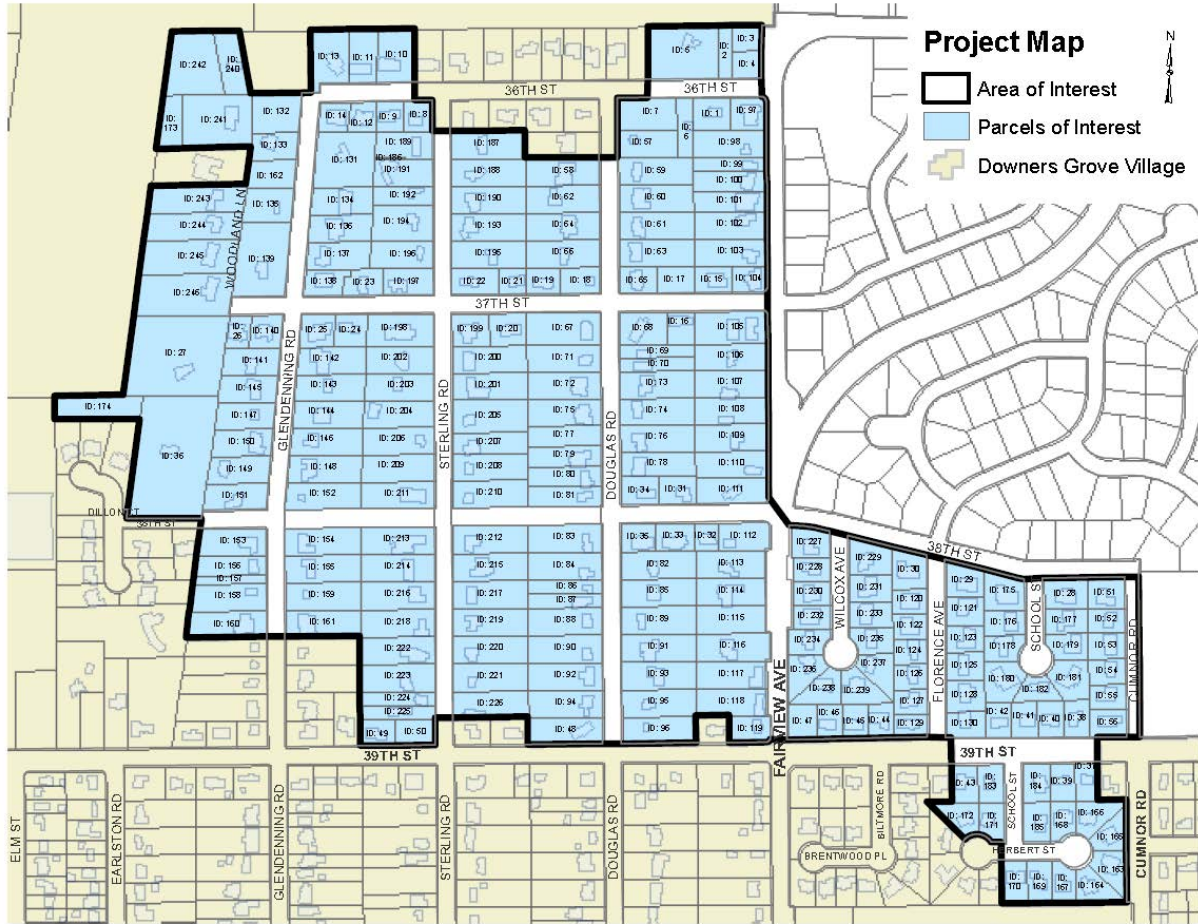 Project Map
N
Area of Interest
Parcels of Interest
Downers Grove Village
ID: 242
ID: 240
ID: 13
ID: 11
ID: 10
ID: 2
ID: 3
ID: 4
36TH ST
36TH ST
ID: 173
ID: 241
ID: 132
ID: 133
ID: 162
ID: 139
ID: 14
ID: 12
ID: 9
ID: 8
ID: 189
ID: 131
ID: 191
ID: 192
ID: 134
ID: 194
ID: 137
ID: 196
ID: 138
ID: 23
ID: 197
ID: 187
ID: 188
ID: 58
ID: 190
ID: 62
ID: 193
ID: 64
ID: 195
ID: 66
ID: 22
ID: 21
ID: 19
ID: 18
ID: 7
ID: 1
ID: 97
ID: 57
ID: 98
ID: 59
ID: 99
ID: 100
ID: 60
ID: 101
ID: 61
ID: 102
ID: 63
ID: 103
ID: 65
ID: 17
ID: 15
ID: 104
ID: 243
ID: 244
ID: 245
ID: 246
WOODLAND LN
37TH ST
ID: 27
ID: 174
ID: 36
ID: 26
ID: 140
ID: 141
ID: 145
ID: 147
ID: 150
ID: 149
ID: 151
GLENDENNING RD
ID: 25
ID: 24
ID: 198
ID: 142
ID: 202
ID: 143
ID: 203
ID: 144
ID: 204
ID: 146
ID: 206
ID: 148
ID: 209
ID: 152
ID: 211
STERLING RD
ID: 199
ID: 20
ID: 67
ID: 200
ID: 71
ID: 201
ID: 72
ID: 205
ID: 75
ID: 207
ID: 77
ID: 79
ID: 208
ID: 80
ID: 210
ID: 81
DOUGLAS RD
ID: 68
ID: 16
ID: 105
ID: 69
ID: 70
ID: 106
ID: 73
ID: 107
ID: 74
ID: 108
ID: 76
ID: 109
ID: 78
ID: 110
ID: 34
ID: 31
ID: 111
38TH ST
38TH ST
ID: 153
ID: 156
ID: 157
ID: 158
ID: 160
ID: 154
ID: 213
ID: 155
ID: 214
ID: 159
ID: 216
ID: 161
ID: 218
ID: 222
ID: 223
ID: 224
ID: 225
ID: 49
ID: 50
ID: 212
ID: 83
ID: 215
ID: 84
ID: 86
ID: 217
ID: 87
ID: 88
ID: 219
ID: 220
ID: 90
ID: 221
ID: 92
ID: 226
ID: 94
ID: 48
ID: 35
ID: 33
ID: 32
ID: 112
ID: 82
ID: 113
ID: 85
ID: 114
ID: 89
ID: 115
ID: 91
ID: 116
ID: 93
ID: 117
ID: 95
ID: 118
ID: 96
ID: 119
FAIRVIEW AVE
ID: 227
ID: 228
ID: 230
ID: 232
ID: 234
ID: 236
ID: 238
ID: 47
ID: 46
ID: 45
ID: 44
WILCOX AVE
ID: 229
ID: 231
ID: 233
ID: 235
ID: 237
ID: 239
ID: 30
ID: 120
ID: 122
ID: 124
ID: 126
ID: 127
ID: 129
FLORENCE AVE
ID: 29
ID: 121
ID: 123
ID: 125
ID: 128
ID: 130
ID: 175
ID: 176
ID: 178
ID: 180
ID: 182
ID: 181
ID: 42
ID: 41
ID: 40
ID: 38
SCHOOL ST
ID: 28
ID: 177
ID: 179
ID: 51
ID: 52
ID: 53
ID: 54
ID: 55
ID: 56
CUMNOR RD
39TH ST
39TH ST
ID: 43
ID: 183
ID: 172
ID: 171
SCHOOL ST
ID: 184
ID: 39
ID: 185
ID: 168
ID: 166
ID: 165
ID: 163
ID: 170
ID: 169
ID: 167
ID: 164
HERBERT ST
ELM ST
EARLSTON RD
GLENDENNING RD
STERLING RD
DOUGLAS RD
BILTMORE RD
BRENTWOOD PL
CUMNOR RD